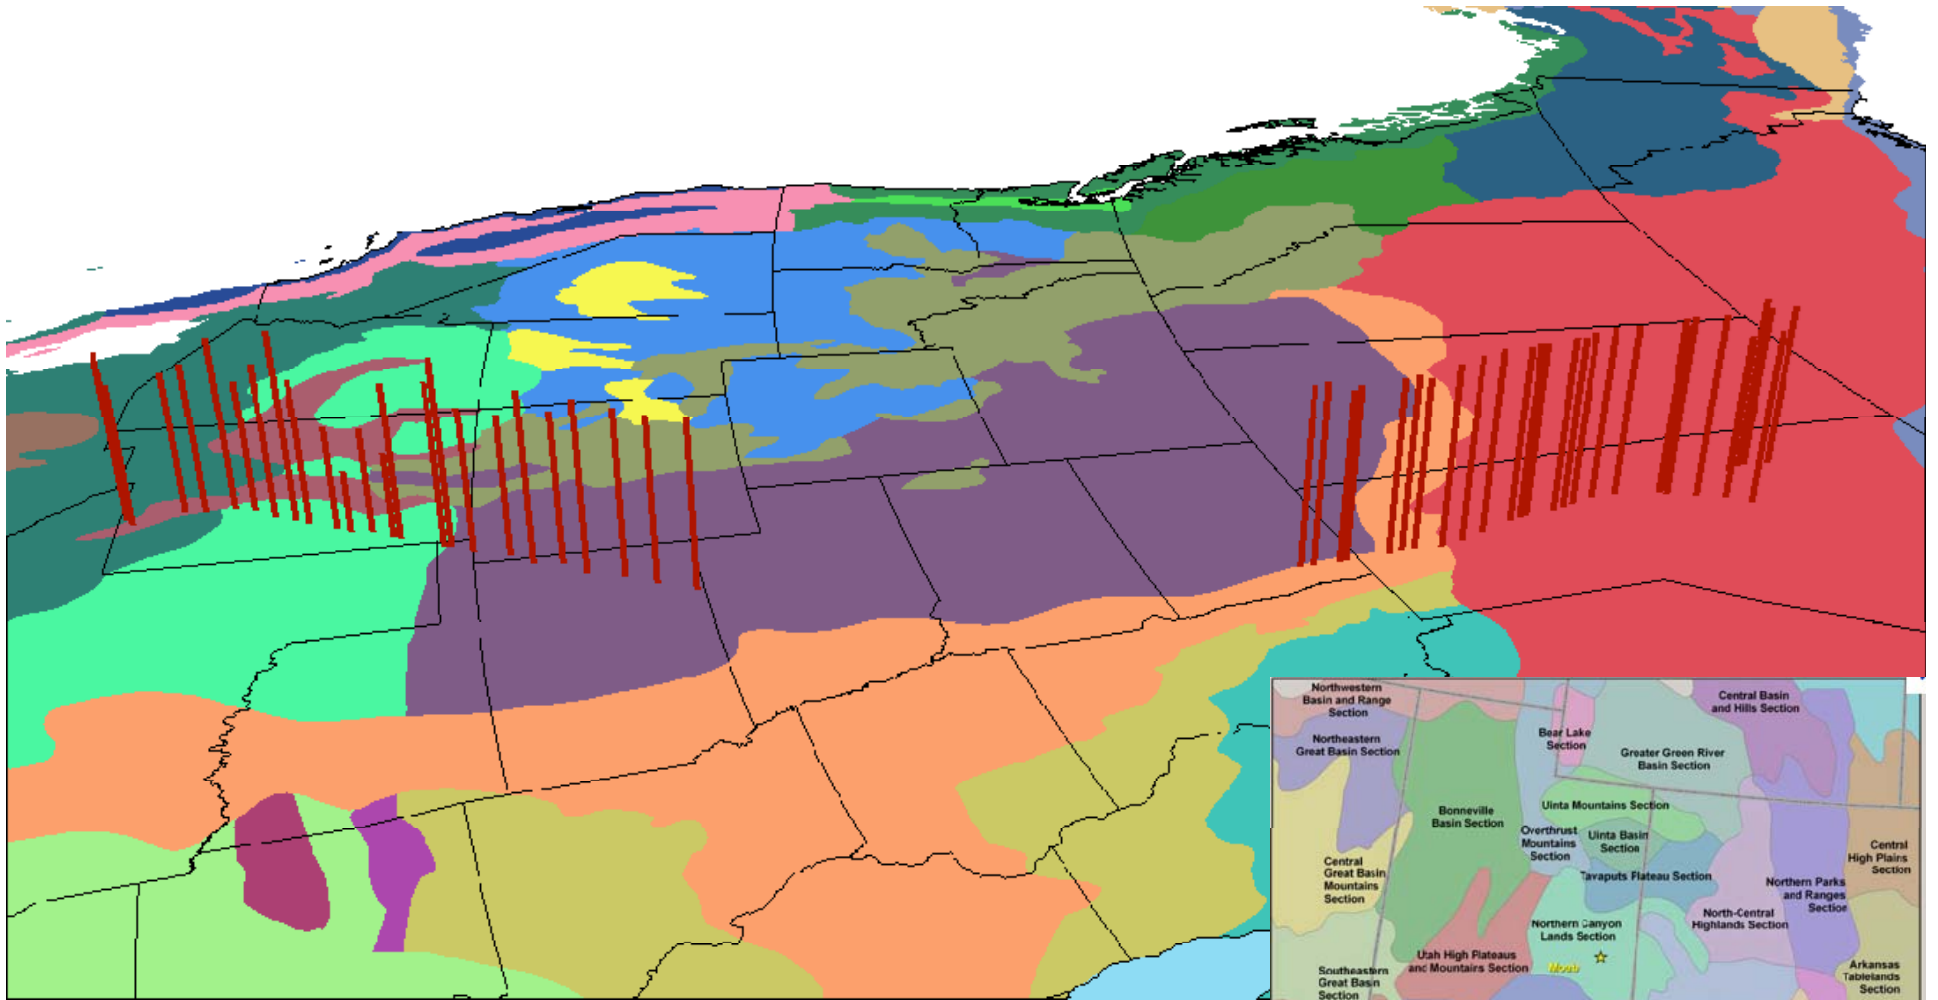 Northwestern
Basin and Range
Section
Central Basin
and Hills Section
Northeastern
Great Basin Section
Bear Lake
Section
Greater Green River
Basin Section
Bonneville
Basin Section
Uinta Mountains Section
Overthrust
Mountains
Section
Uinta Basin
Section
Central
High Plains
Section
Central
Great Basin
Mountains
Section
Tavaputs Plateau Section
Northern Parks
and Ranges
Section
North-Central
Highlands Section
Northern Canyon
Lands Section
Utah High Plateaus
and Mountains Section
Moab
Southeastern
Great Basin
Section
Arkansas
Tablelands
Section